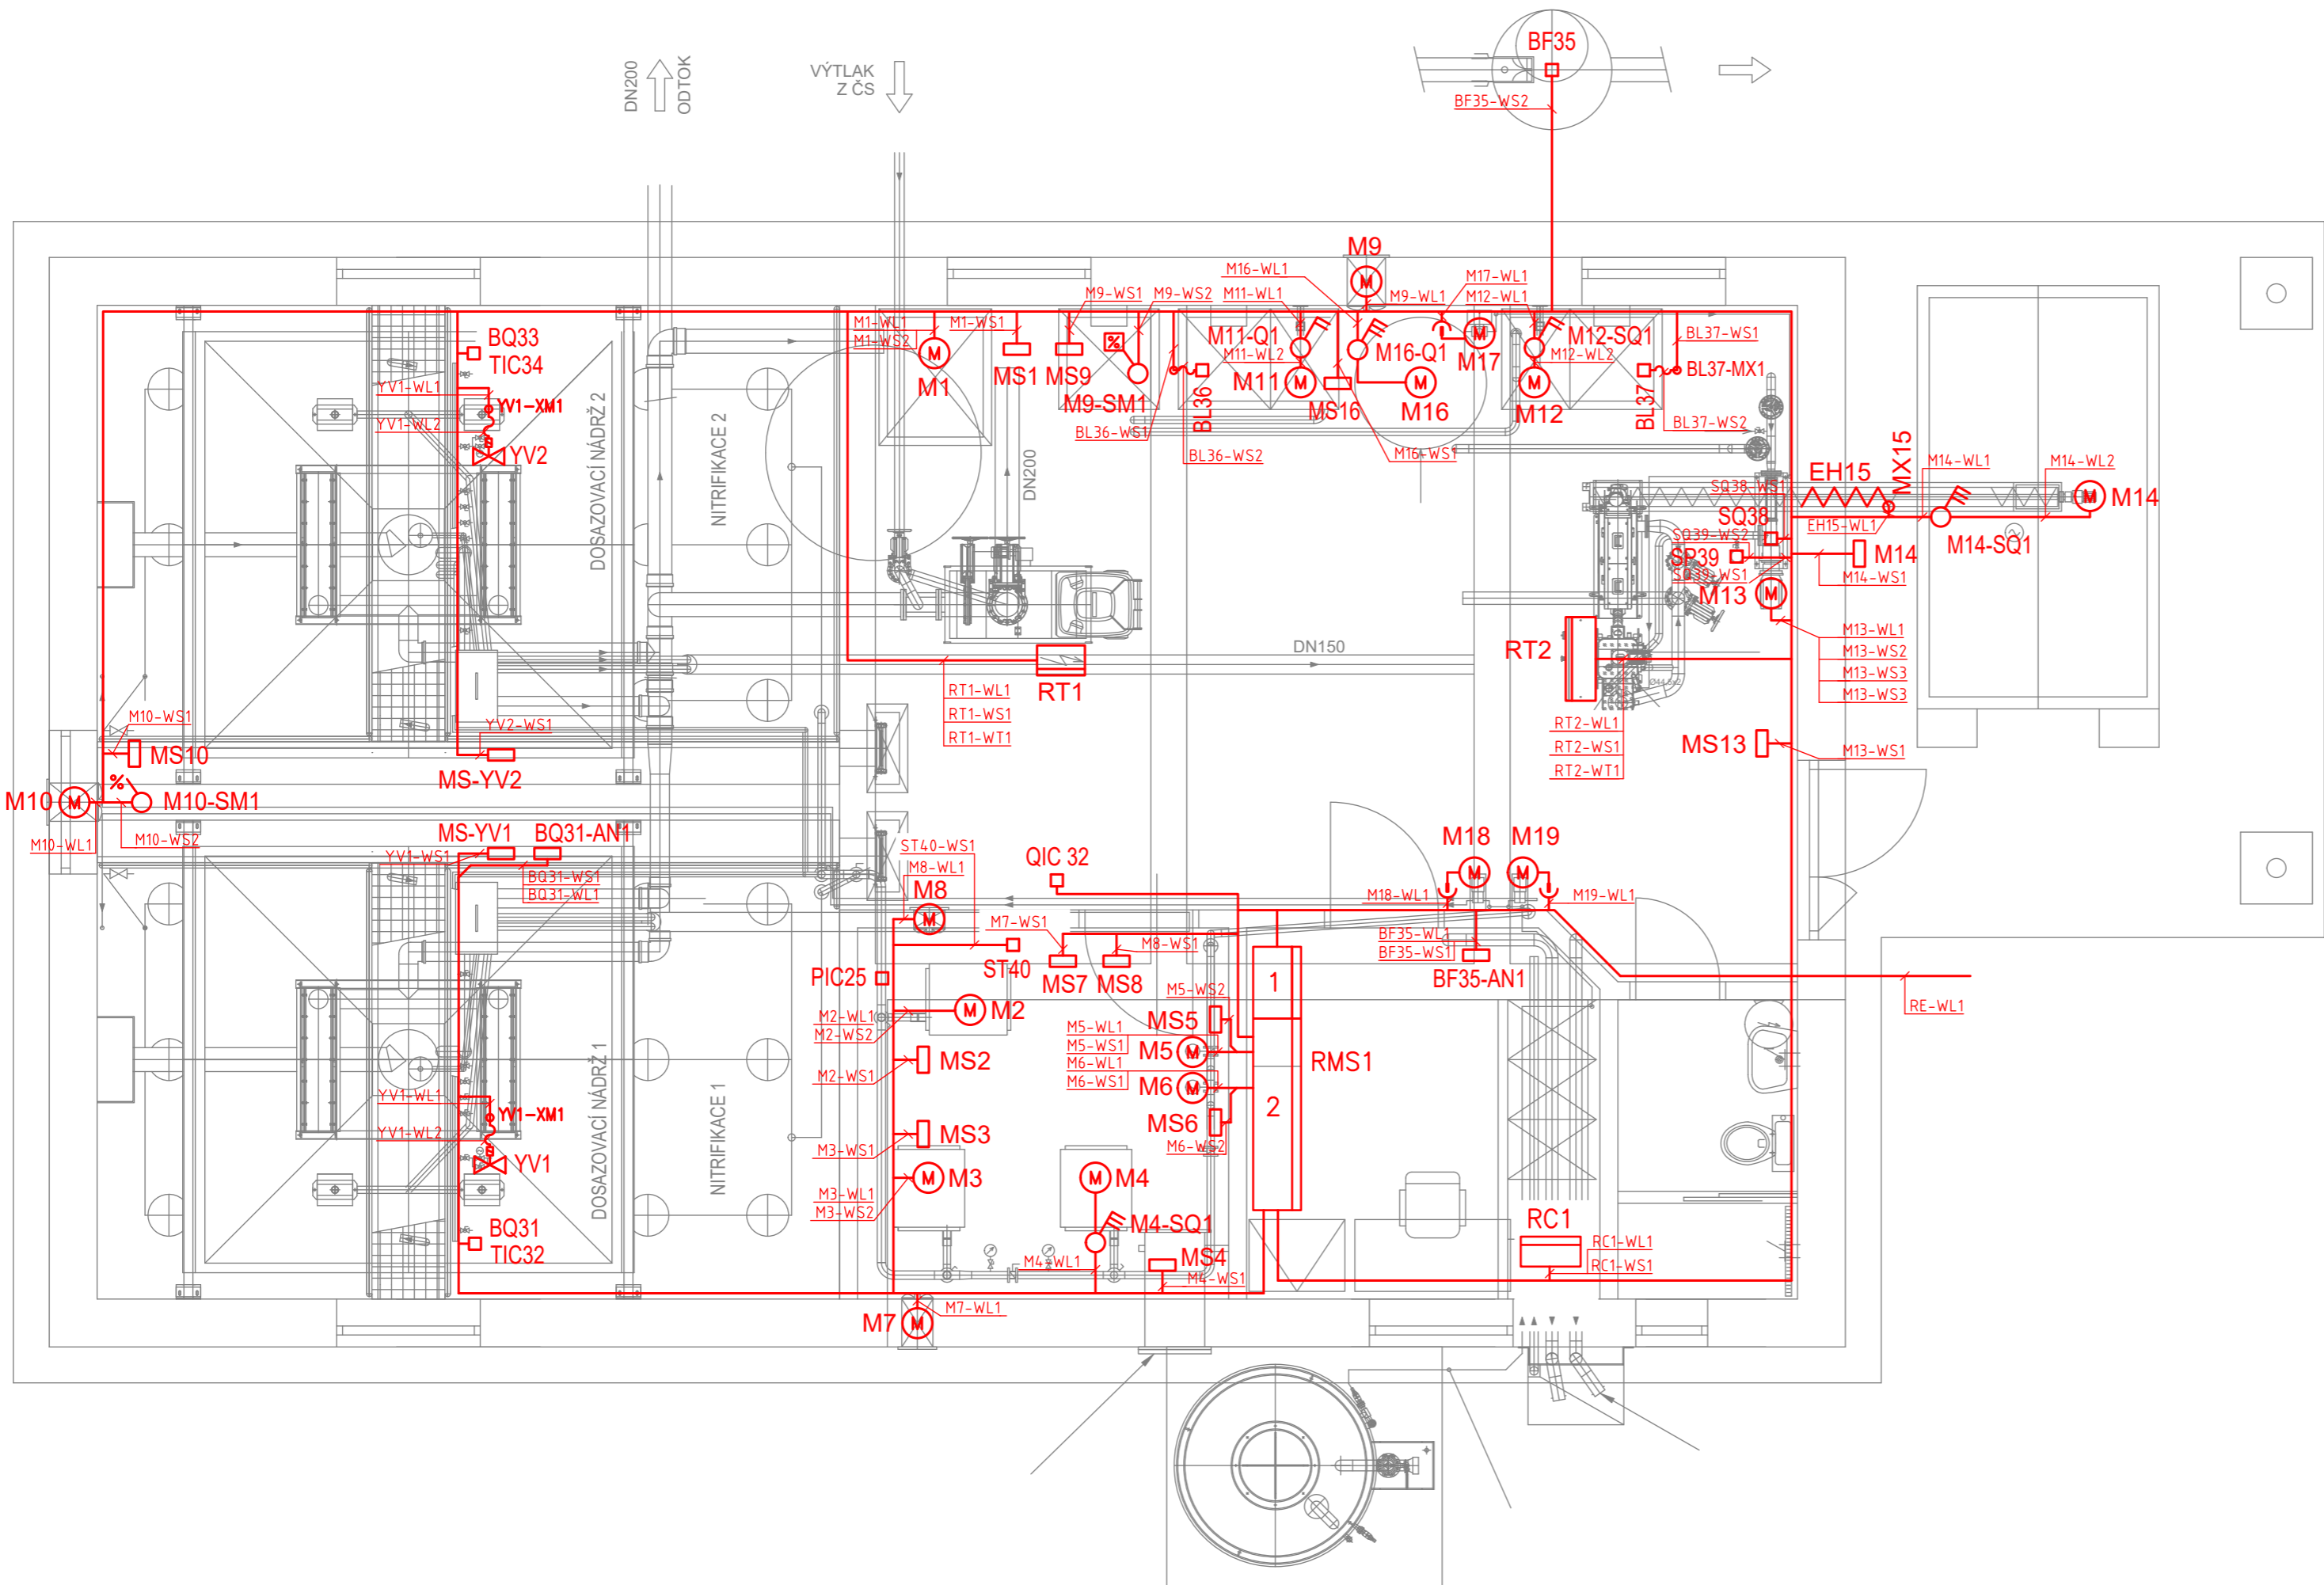 BF35
DN200
ODTOK
VÝTLAK
Z ČS
BF35-WS2
M9
M16-WL1
M17-WL1
M9-WS1
M9-WS2
M11-WL1
M9-WL1
M12-WL1
M1-WL1
M1-WS2
M1-WS1
BQ33
TIC34
M11-Q1
M16-Q1
M17
M12-SQ1
BL37-WS1
M
M1
MS1
MS9
%
M9-SM1
M11-WL2
M12-WL2
BL37-MX1
BL36
M
M11
MS16
M
M16
M
M12
BL37
YV1-WL1
YV1-XM1
YV1-WL2
YV2
BL36-WS1
BL36-WS2
M16-WS1
BL37-WS2
DOSAZOVACÍ NÁDRŽ 2
NITRIFIKACE 2
DN200
EH15
MX15
M14-WL1
M14-WL2
SQ38-WS1
SQ38
EH15-WL1
M
M14
M14-SQ1
SQ39-WS2
SP39
SQ39-WS1
M14
M14-WS1
M13
M
M13-WL1
M13-WS2
M13-WS3
M13-WS3
DN150
RT1
RT2
RT1-WL1
RT1-WS1
RT1-WT1
RT2-WL1
RT2-WS1
RT2-WT1
M10-WS1
MS10
YV2-WS1
MS-YV2
MS13
M13-WS1
M10
M
%
M10-SM1
M10-WL1
M10-WS2
MS-YV1
BQ31-AN1
YV1-WS1
BQ31-WS1
BQ31-WL1
ST40-WS1
M8-WL1
QIC 32
M18
M19
M
M
M18-WL1
M19-WL1
M8
M
M7-WS1
M8-WS1
BF35-WL1
BF35-WS1
BF35-AN1
PIC25
ST40
MS7
MS8
1
RE-WL1
M5-WS2
M2-WL1
M2-WS2
M
M2
MS5
M5-WL1
M5-WS1
M5
M
M6-WL1
M6-WS1
M6
M
RMS1
MS2
M2-WS1
2
MS6
M6-WS2
DOSAZOVACÍ NÁDRŽ 1
NITRIFIKACE 1
YV1-WL1
YV1-XM1
YV1-WL2
YV1
MS3
M3-WS1
M
M3
M
M4
M3-WL1
M3-WS2
M4-SQ1
BQ31
TIC32
M4-WL1
MS4
M4-WS1
RC1
RC1-WL1
RC1-WS1
M7-WL1
M7
M